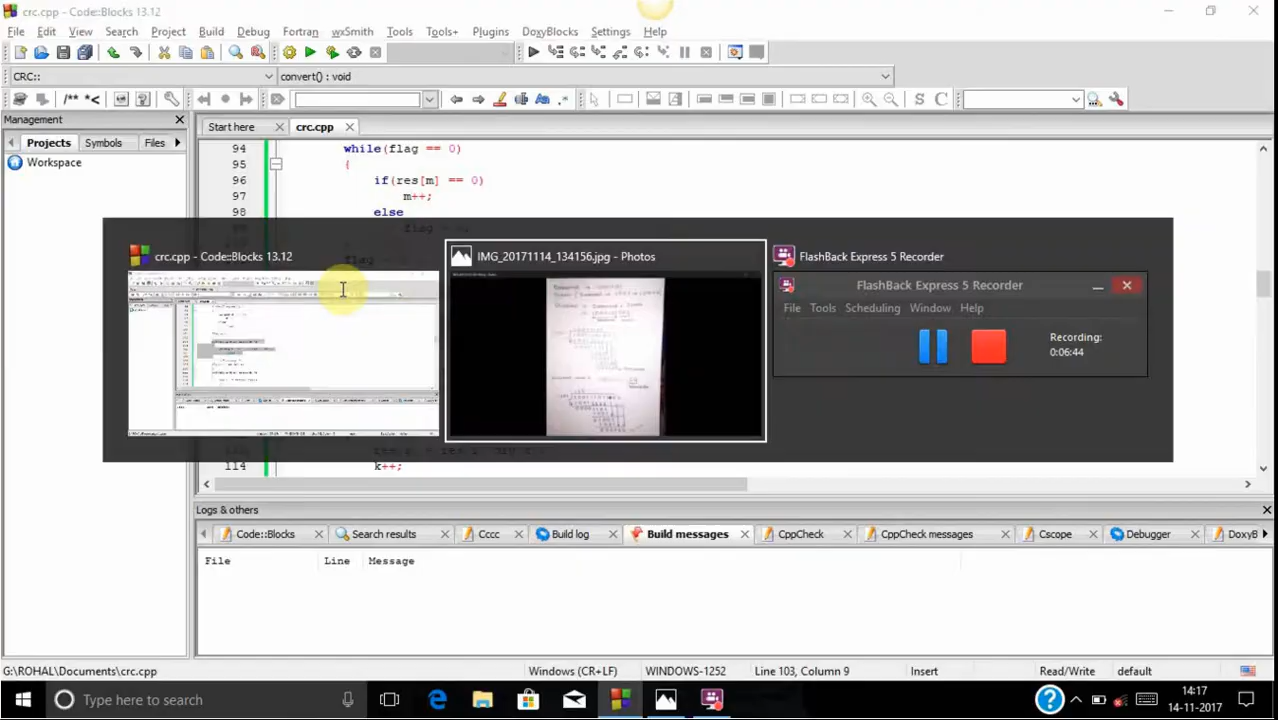 crc.cpp - Code::Blocks 13.12
File Edit View Search Project Build Debug Fortran wxSmith Tools Tools+ Plugins DoxyBlocks Settings Help
CRC:: convert() : void
/** *< S C
Management
Start here crc.cpp
Projects Symbols Files
Workspace
94 while(flag == 0)
95 {
96 if(res[m] == 0)
97 m++;
98 else
crc.cpp - Code::Blocks 13.12
IMG_20171114_134156.jpg - Photos
FlashBack Express 5 Recorder
FlashBack Express 5 Recorder
File Tools Scheduling Window Help
Recording:
0:06:44
114 k++;
Logs & others
Code::Blocks Search results Cccc Build log Build messages CppCheck CppCheck messages Cscope Debugger DoxyB
File Line Message
G:\ROHAL\Documents\crc.cpp Windows (CR+LF) WINDOWS-1252 Line 103, Column 9 Insert Read/Write default
Type here to search
14:17
14-11-2017